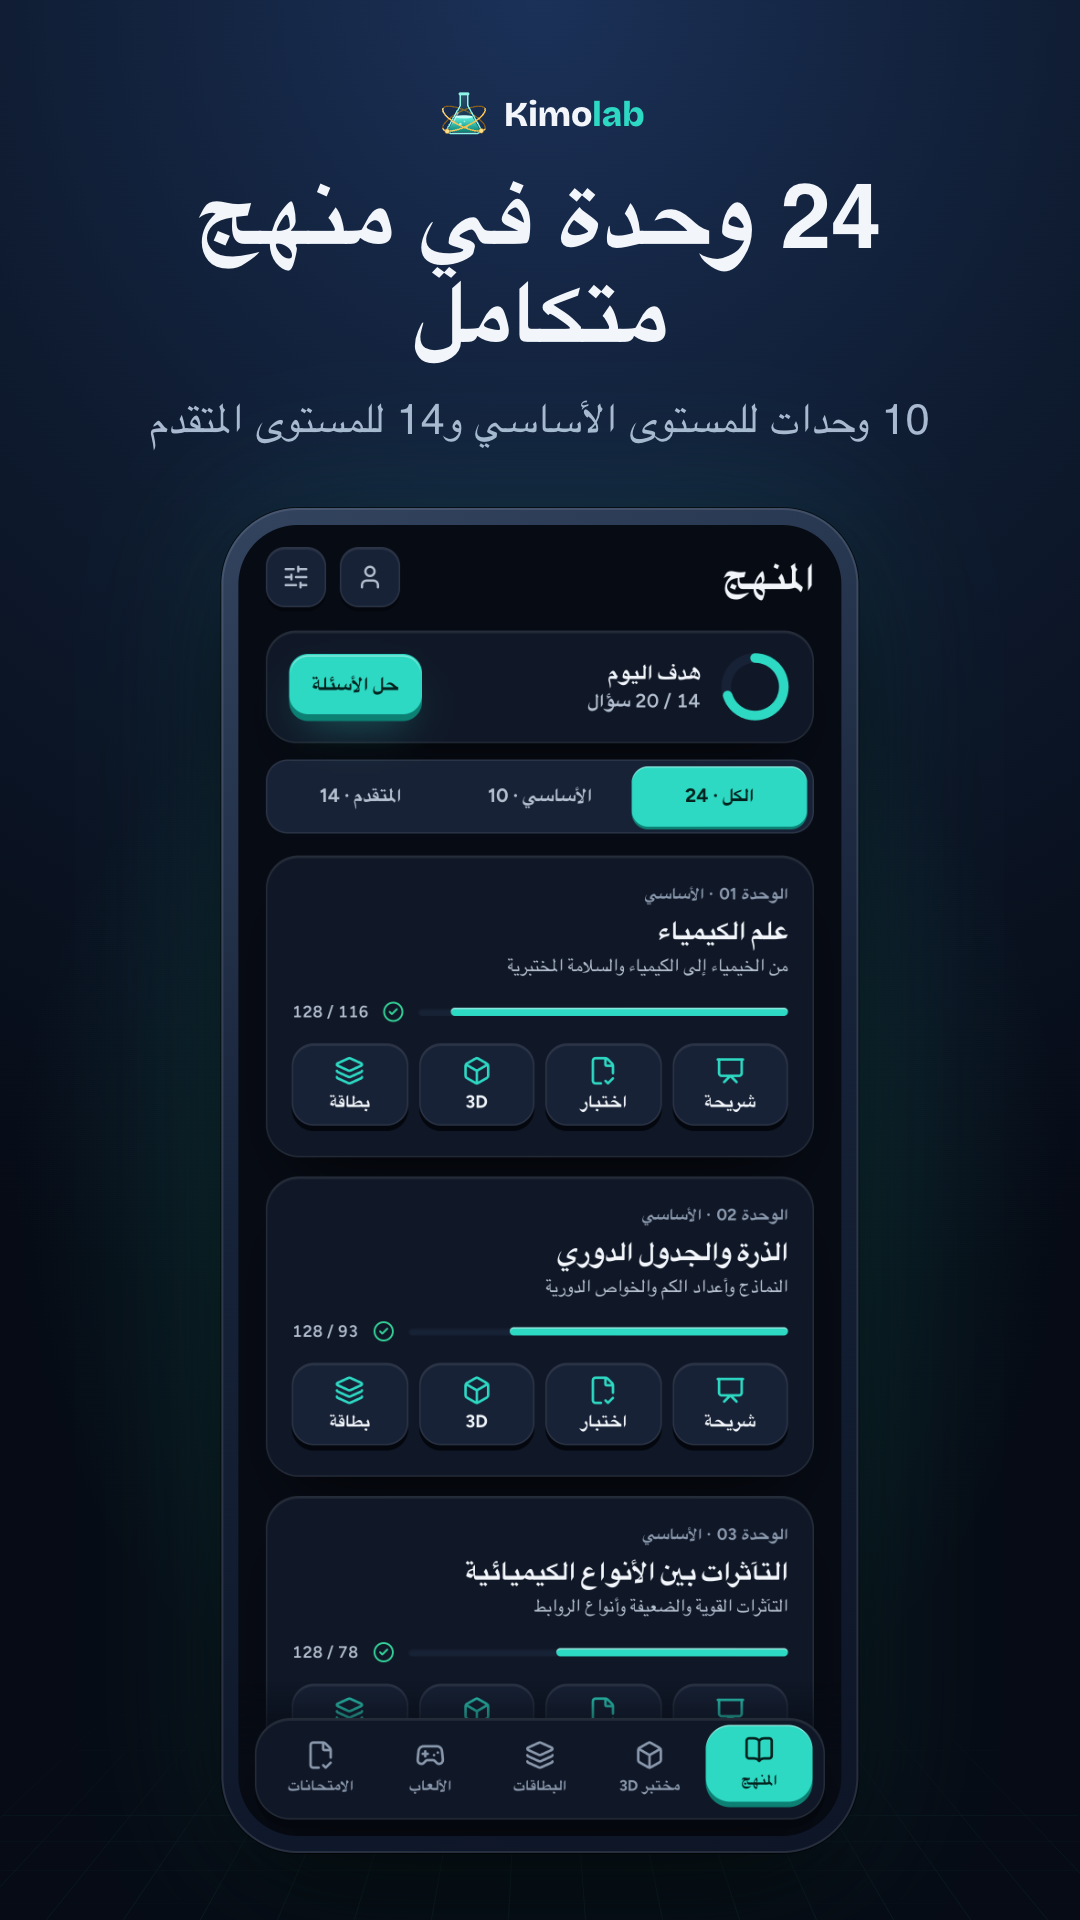 Kimolab
24 وحدة في منهج
متكامل
10 وحدات للمستوى الأساسي و14 للمستوى المتقدم
المنهج
هدف اليوم
14 / 20 سؤال
حل الأسئلة
الكل · 24
الأساسي · 10
المتقدم · 14
الوحدة 01 · الأساسي
علم الكيمياء
من الخيمياء إلى الكيمياء والسلامة المختبرية
128 / 116
شريحة
اختبار
3D
بطاقة
الوحدة 02 · الأساسي
الذرة والجدول الدوري
النماذج وأعداد الكم والخواص الدورية
128 / 93
شريحة
اختبار
3D
بطاقة
الوحدة 03 · الأساسي
التآثرات بين الأنواع الكيميائية
التآثرات القوية والضعيفة وأنواع الروابط
128 / 78
المنهج
مختبر 3D
البطاقات
الألعاب
الامتحانات